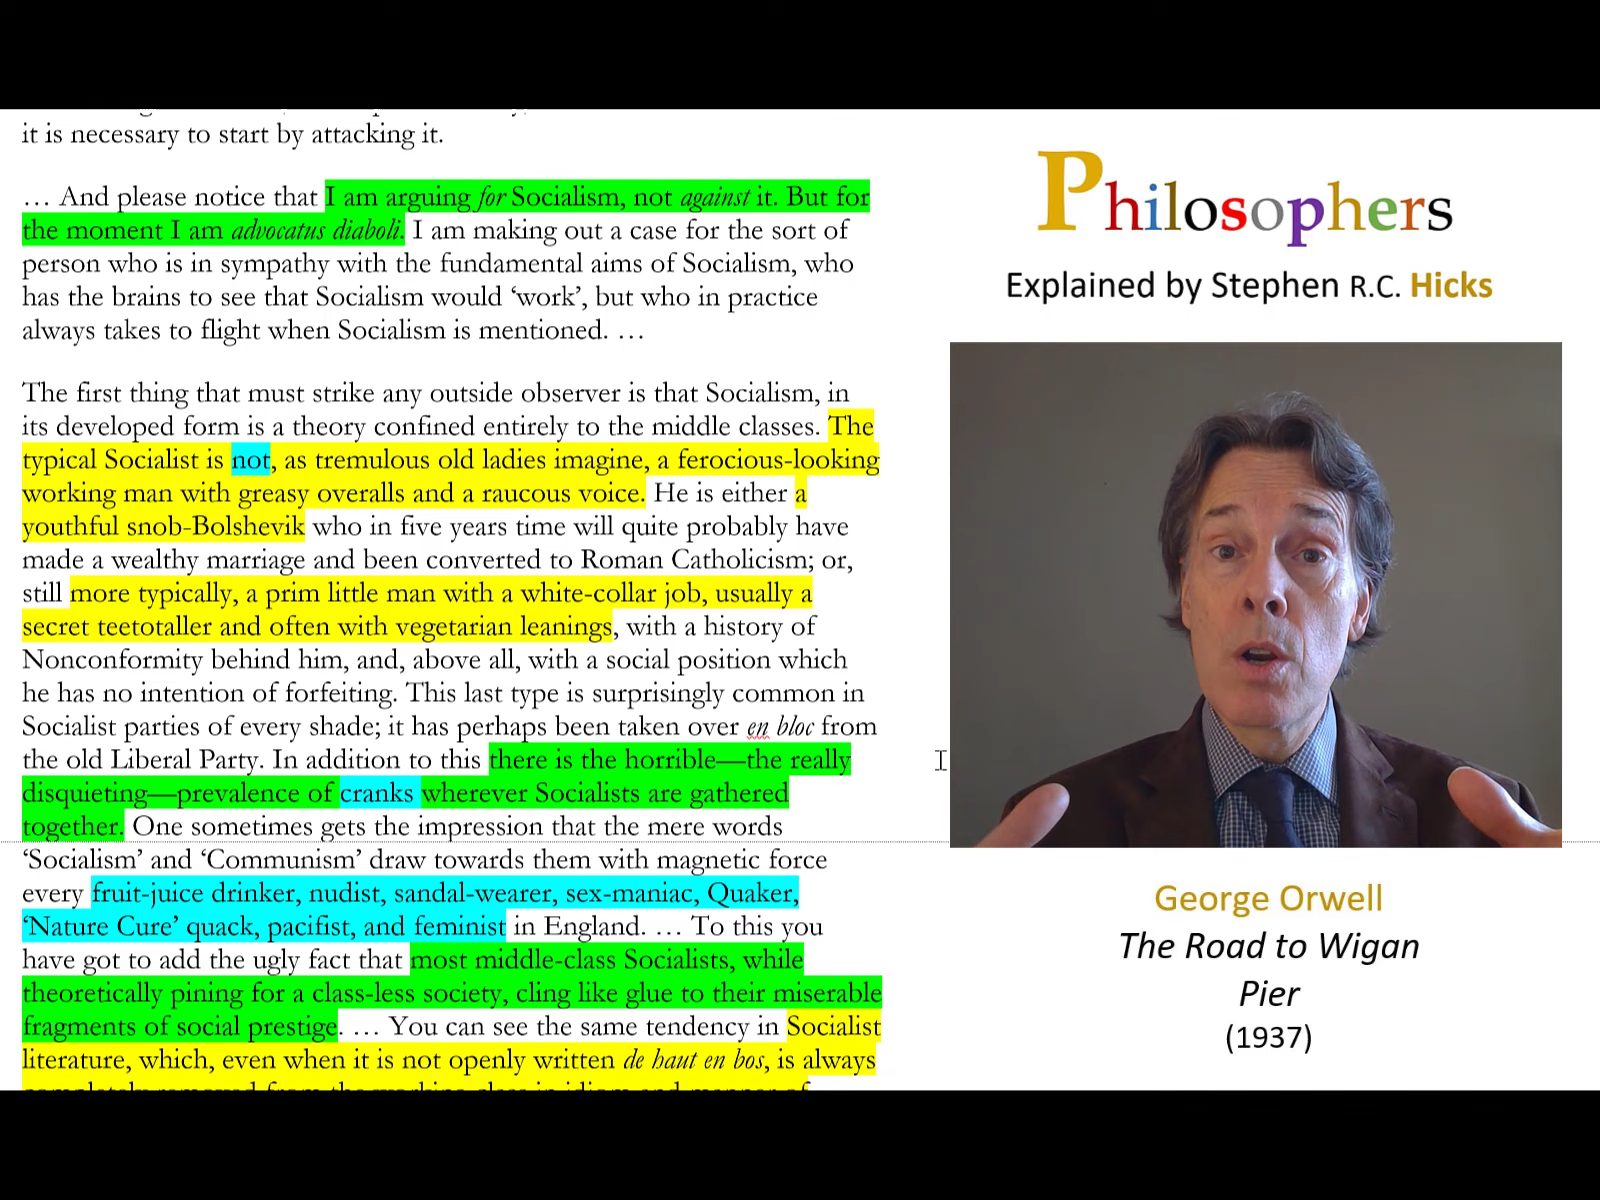 it is necessary to start by attacking it.
… And please notice that I am arguing for Socialism, not against it. But for
the moment I am advocatus diaboli. I am making out a case for the sort of
person who is in sympathy with the fundamental aims of Socialism, who
has the brains to see that Socialism would ‘work’, but who in practice
always takes to flight when Socialism is mentioned. …
The first thing that must strike any outside observer is that Socialism, in
its developed form is a theory confined entirely to the middle classes. The
typical Socialist is not, as tremulous old ladies imagine, a ferocious-looking
working man with greasy overalls and a raucous voice. He is either a
youthful snob-Bolshevik who in five years time will quite probably have
made a wealthy marriage and been converted to Roman Catholicism; or,
still more typically, a prim little man with a white-collar job, usually a
secret teetotaller and often with vegetarian leanings, with a history of
Nonconformity behind him, and, above all, with a social position which
he has no intention of forfeiting. This last type is surprisingly common in
Socialist parties of every shade; it has perhaps been taken over en bloc from
the old Liberal Party. In addition to this there is the horrible—the really
disquieting—prevalence of cranks wherever Socialists are gathered
together. One sometimes gets the impression that the mere words
‘Socialism’ and ‘Communism’ draw towards them with magnetic force
every fruit-juice drinker, nudist, sandal-wearer, sex-maniac, Quaker,
‘Nature Cure’ quack, pacifist, and feminist in England. … To this you
have got to add the ugly fact that most middle-class Socialists, while
theoretically pining for a class-less society, cling like glue to their miserable
fragments of social prestige. … You can see the same tendency in Socialist
literature, which, even when it is not openly written de haut en bos, is always
completely removed from the working class in idiom and manner of
Philosophers
Explained by Stephen R.C. Hicks
George Orwell
The Road to Wigan
Pier
(1937)